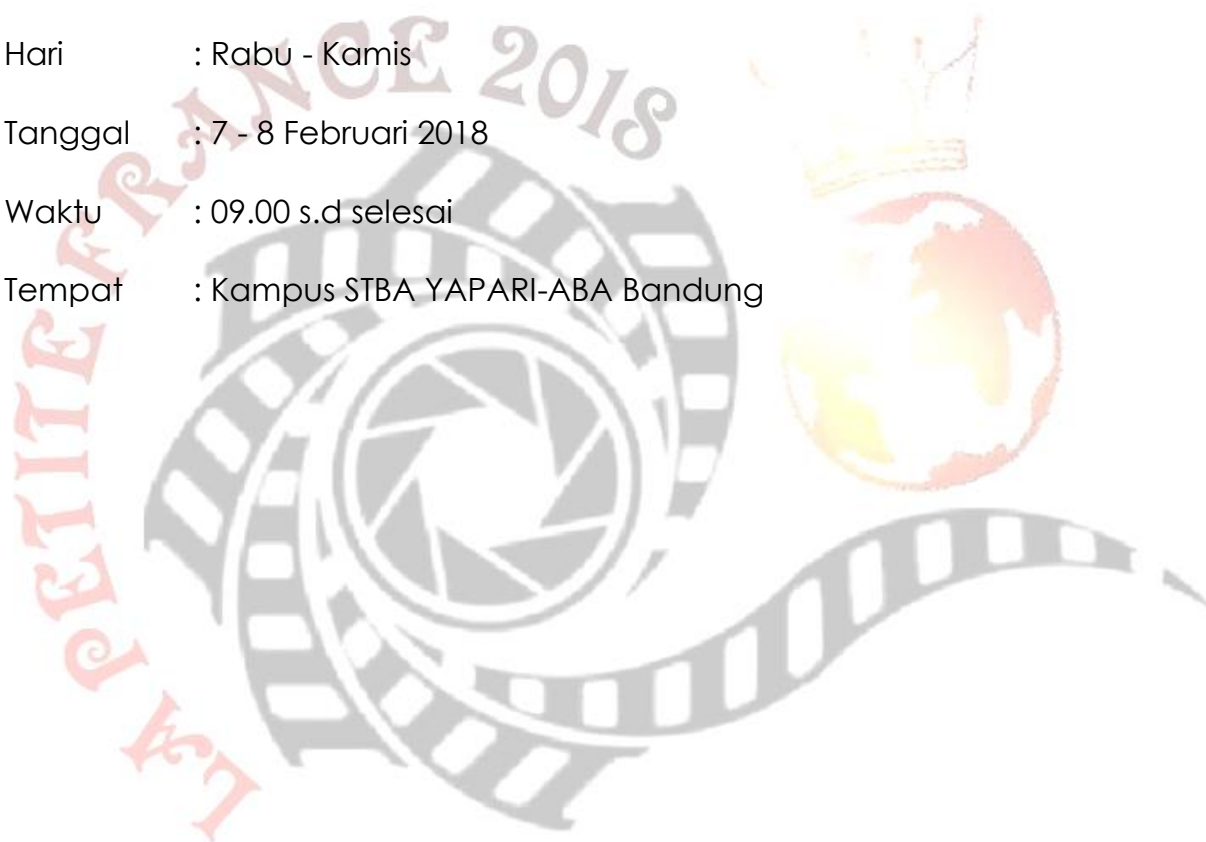 Hari : Rabu - Kamis
Tanggal : 7 - 8 Februari 2018
Waktu : 09.00 s.d selesai
Tempat : Kampus STBA YAPARI-ABA Bandung
LA PETITE FRANCE 2018